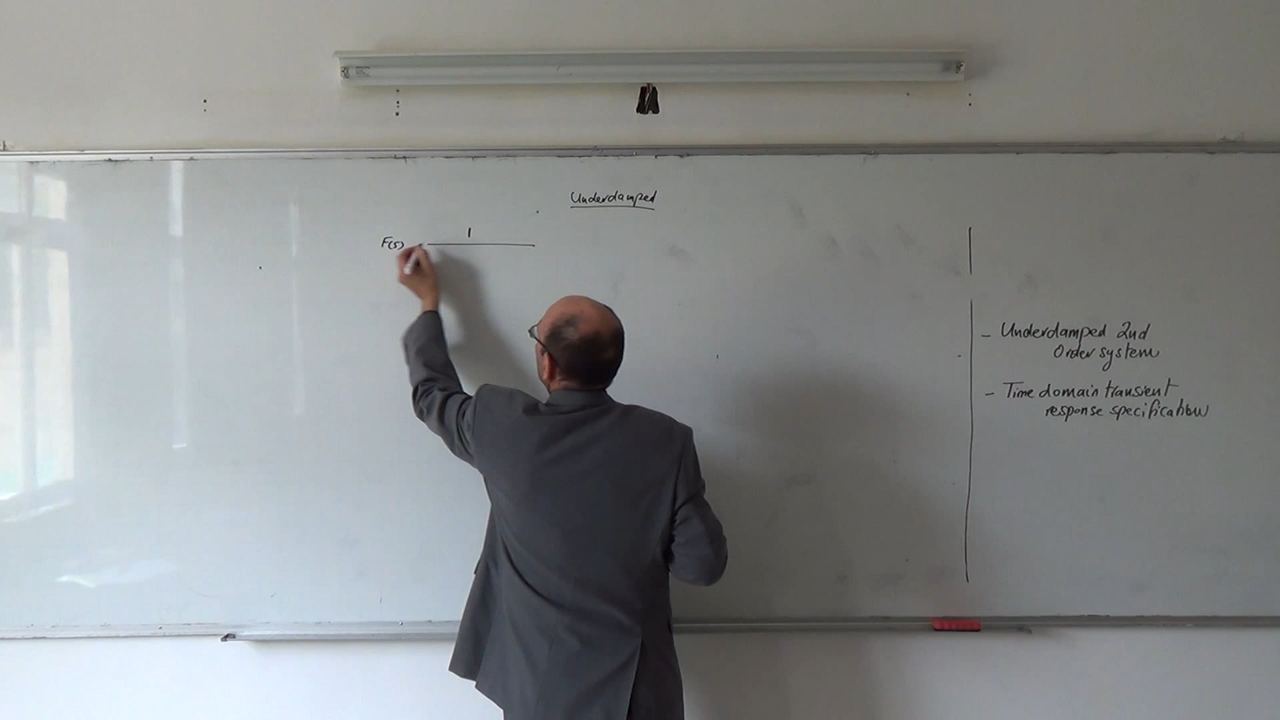 Underdamped
F(s) 1
- Underdamped 2nd
Order system
- Time domain transient
response specification